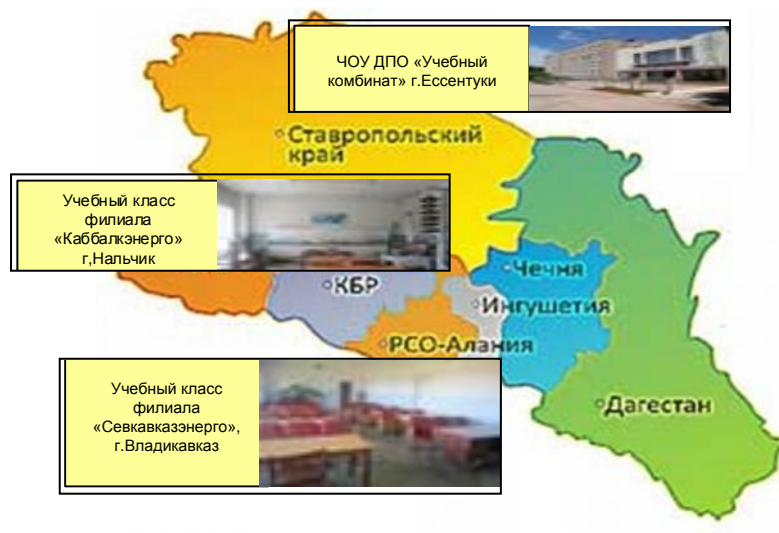 ЧОУ ДПО «Учебный
комбинат» г.Ессентуки
Ставропольский
край
Учебный класс
филиала
«Каббалкэнерго»
г,Нальчик
Чечня
КБР
Ингушетия
РСО-Алания
Учебный класс
филиала
«Севкавказэнерго»,
г.Владикавказ
Дагестан